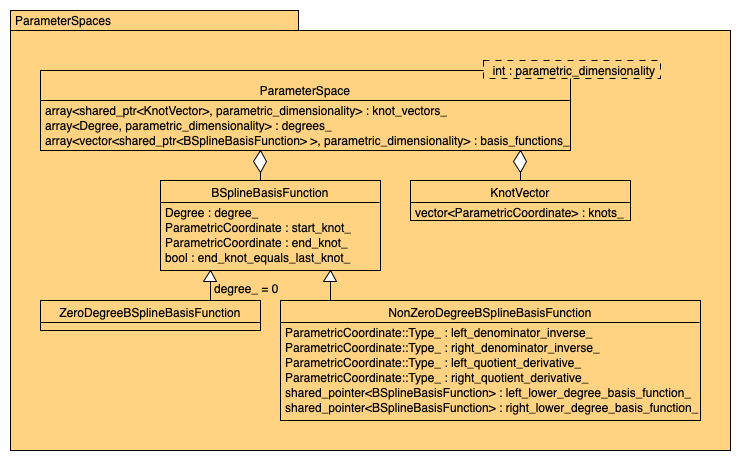 ParameterSpaces
int : parametric_dimensionality
ParameterSpace
array<shared_ptr<KnotVector>, parametric_dimensionality> : knot_vectors_
array<Degree, parametric_dimensionality> : degrees_
array<vector<shared_ptr<BSplineBasisFunction> >, parametric_dimensionality> : basis_functions_
BSplineBasisFunction
Degree : degree_
ParametricCoordinate : start_knot_
ParametricCoordinate : end_knot_
bool : end_knot_equals_last_knot_
KnotVector
vector<ParametricCoordinate> : knots_
degree_ = 0
ZeroDegreeBSplineBasisFunction
NonZeroDegreeBSplineBasisFunction
ParametricCoordinate::Type_ : left_denominator_inverse_
ParametricCoordinate::Type_ : right_denominator_inverse_
ParametricCoordinate::Type_ : left_quotient_derivative_
ParametricCoordinate::Type_ : right_quotient_derivative_
shared_pointer<BSplineBasisFunction> : left_lower_degree_basis_function_
shared_pointer<BSplineBasisFunction> : right_lower_degree_basis_function_